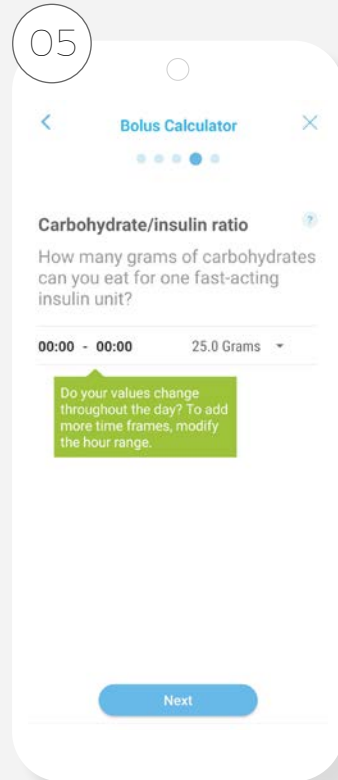 05
Bolus Calculator
Carbohydrate/insulin ratio ?
How many grams of carbohydrates
can you eat for one fast-acting
insulin unit?
00:00 - 00:00 25.0 Grams
Do your values change
throughout the day? To add
more time frames, modify
the hour range.
Next